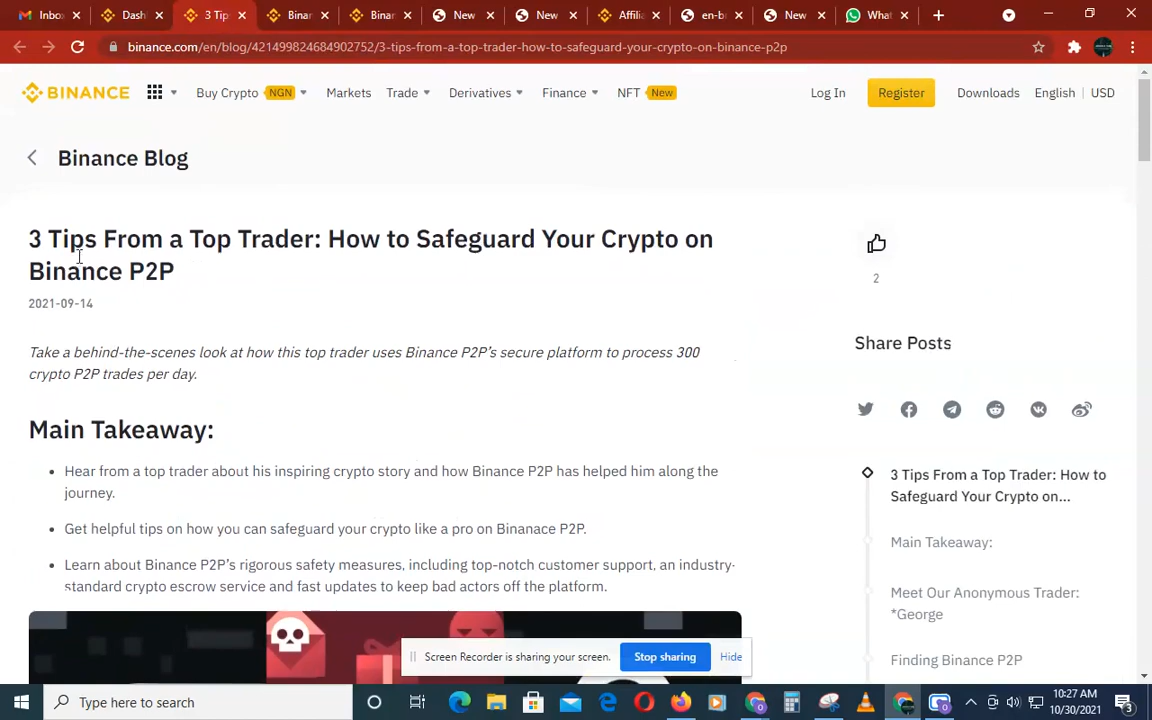 Inbox
Dash
3 Tip
Binar
Binar
New
New
Affilia
en-b
New
What
binance.com/en/blog/421499824684902752/3-tips-from-a-top-trader-how-to-safeguard-your-crypto-on-binance-p2p
BINANCE
Buy Crypto NGN
Markets
Trade
Derivatives
Finance
NFT New
Log In
Register
Downloads
English | USD
Binance Blog
3 Tips From a Top Trader: How to Safeguard Your Crypto on
Binance P2P
2021-09-14
2
Take a behind-the-scenes look at how this top trader uses Binance P2P's secure platform to process 300
crypto P2P trades per day.
Share Posts
Main Takeaway:
• Hear from a top trader about his inspiring crypto story and how Binance P2P has helped him along the
journey.
• Get helpful tips on how you can safeguard your crypto like a pro on Binanace P2P.
• Learn about Binance P2P's rigorous safety measures, including top-notch customer support, an industry-
standard crypto escrow service and fast updates to keep bad actors off the platform.
3 Tips From a Top Trader: How to
Safeguard Your Crypto on...
Main Takeaway:
Meet Our Anonymous Trader:
*George
Finding Binance P2P
Screen Recorder is sharing your screen.
Stop sharing
Hide
Type here to search
10:27 AM
10/30/2021
3